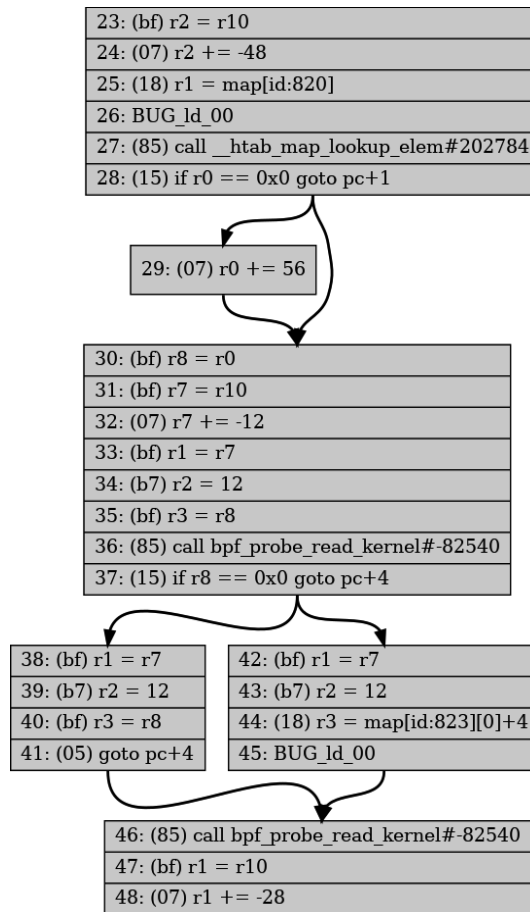 23: (bf) r2 = r10
24: (07) r2 += -48
25: (18) r1 = map[id:820]
26: BUG_ld_00
27: (85) call __htab_map_lookup_elem#202784
28: (15) if r0 == 0x0 goto pc+1
29: (07) r0 += 56
30: (bf) r8 = r0
31: (bf) r7 = r10
32: (07) r7 += -12
33: (bf) r1 = r7
34: (b7) r2 = 12
35: (bf) r3 = r8
36: (85) call bpf_probe_read_kernel#-82540
37: (15) if r8 == 0x0 goto pc+4
38: (bf) r1 = r7
39: (b7) r2 = 12
40: (bf) r3 = r8
41: (05) goto pc+4
42: (bf) r1 = r7
43: (b7) r2 = 12
44: (18) r3 = map[id:823][0]+4
45: BUG_ld_00
46: (85) call bpf_probe_read_kernel#-82540
47: (bf) r1 = r10
48: (07) r1 += -28